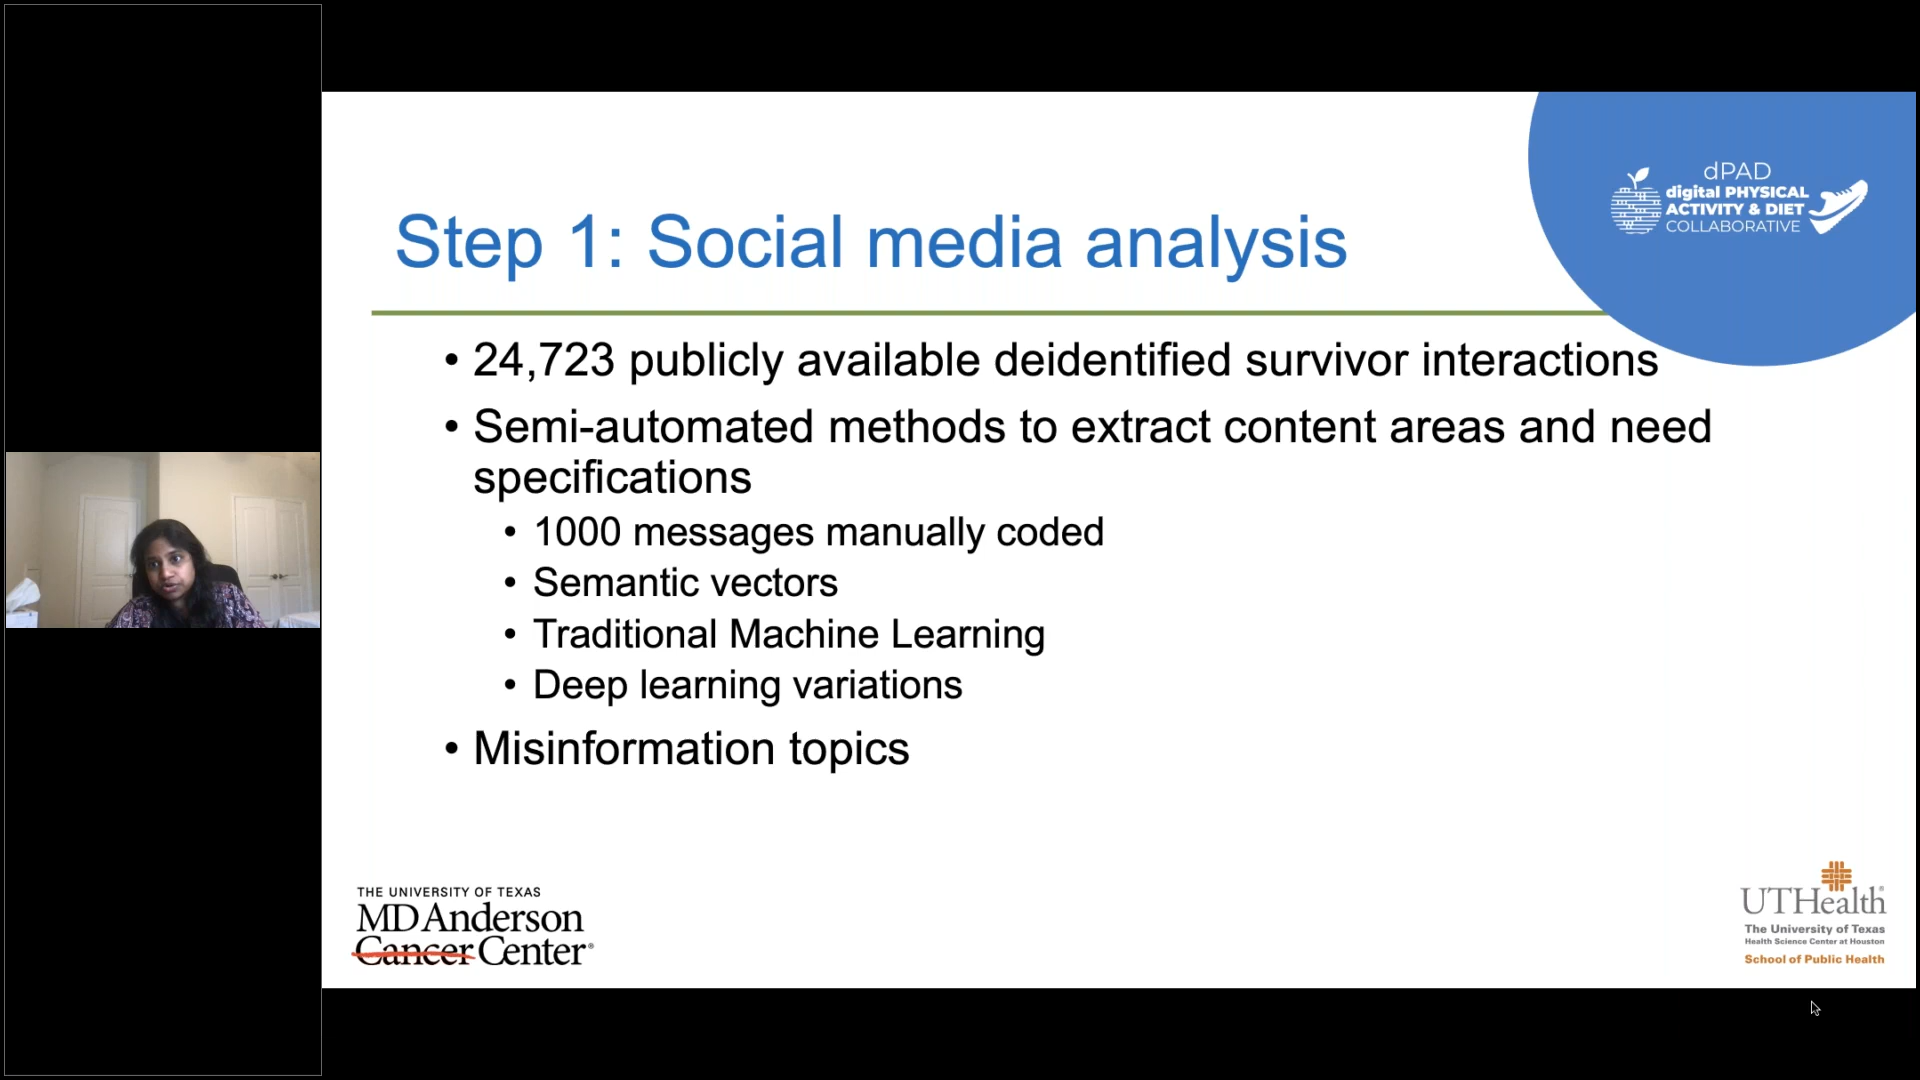 dPAD
digital PHYSICAL
ACTIVITY & DIET
COLLABORATIVE
Step 1: Social media analysis
• 24,723 publicly available deidentified survivor interactions
• Semi-automated methods to extract content areas and need
specifications
• 1000 messages manually coded
• Semantic vectors
• Traditional Machine Learning
• Deep learning variations
• Misinformation topics
THE UNIVERSITY OF TEXAS
MD Anderson
Cancer Center®
UTHealth®
The University of Texas
Health Science Center at Houston
School of Public Health